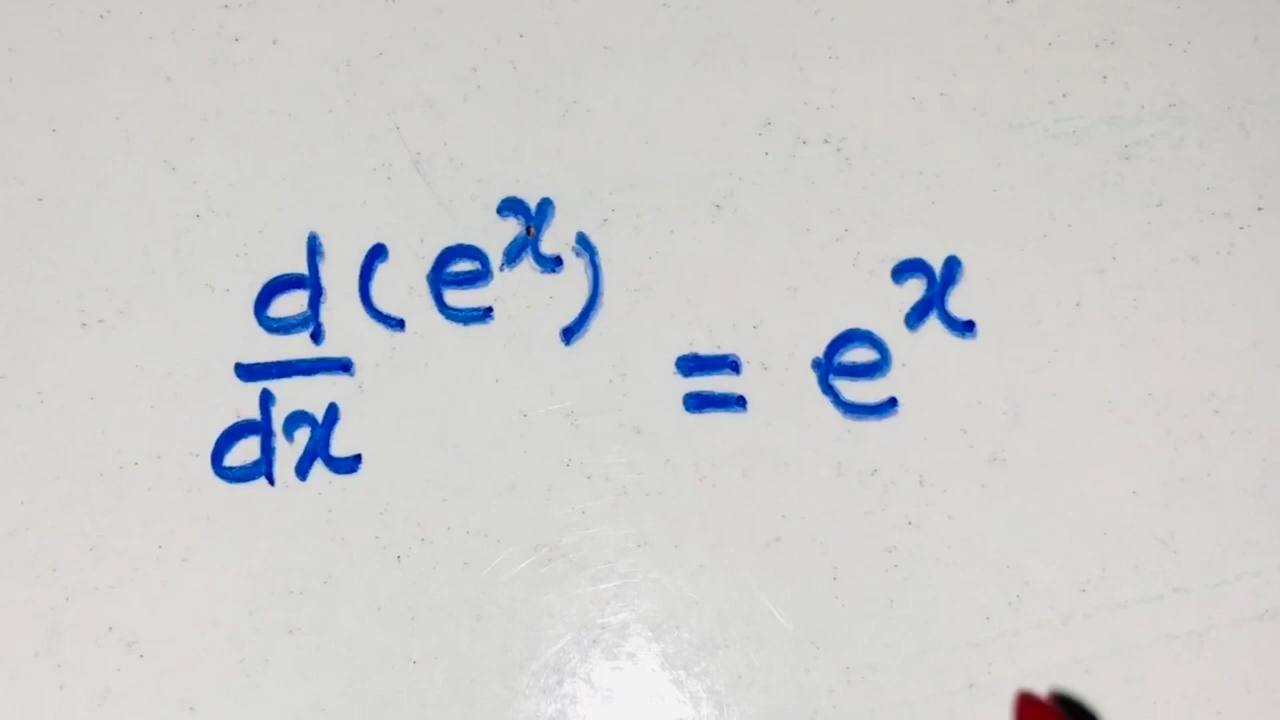 d/dx (e^x) = e^x